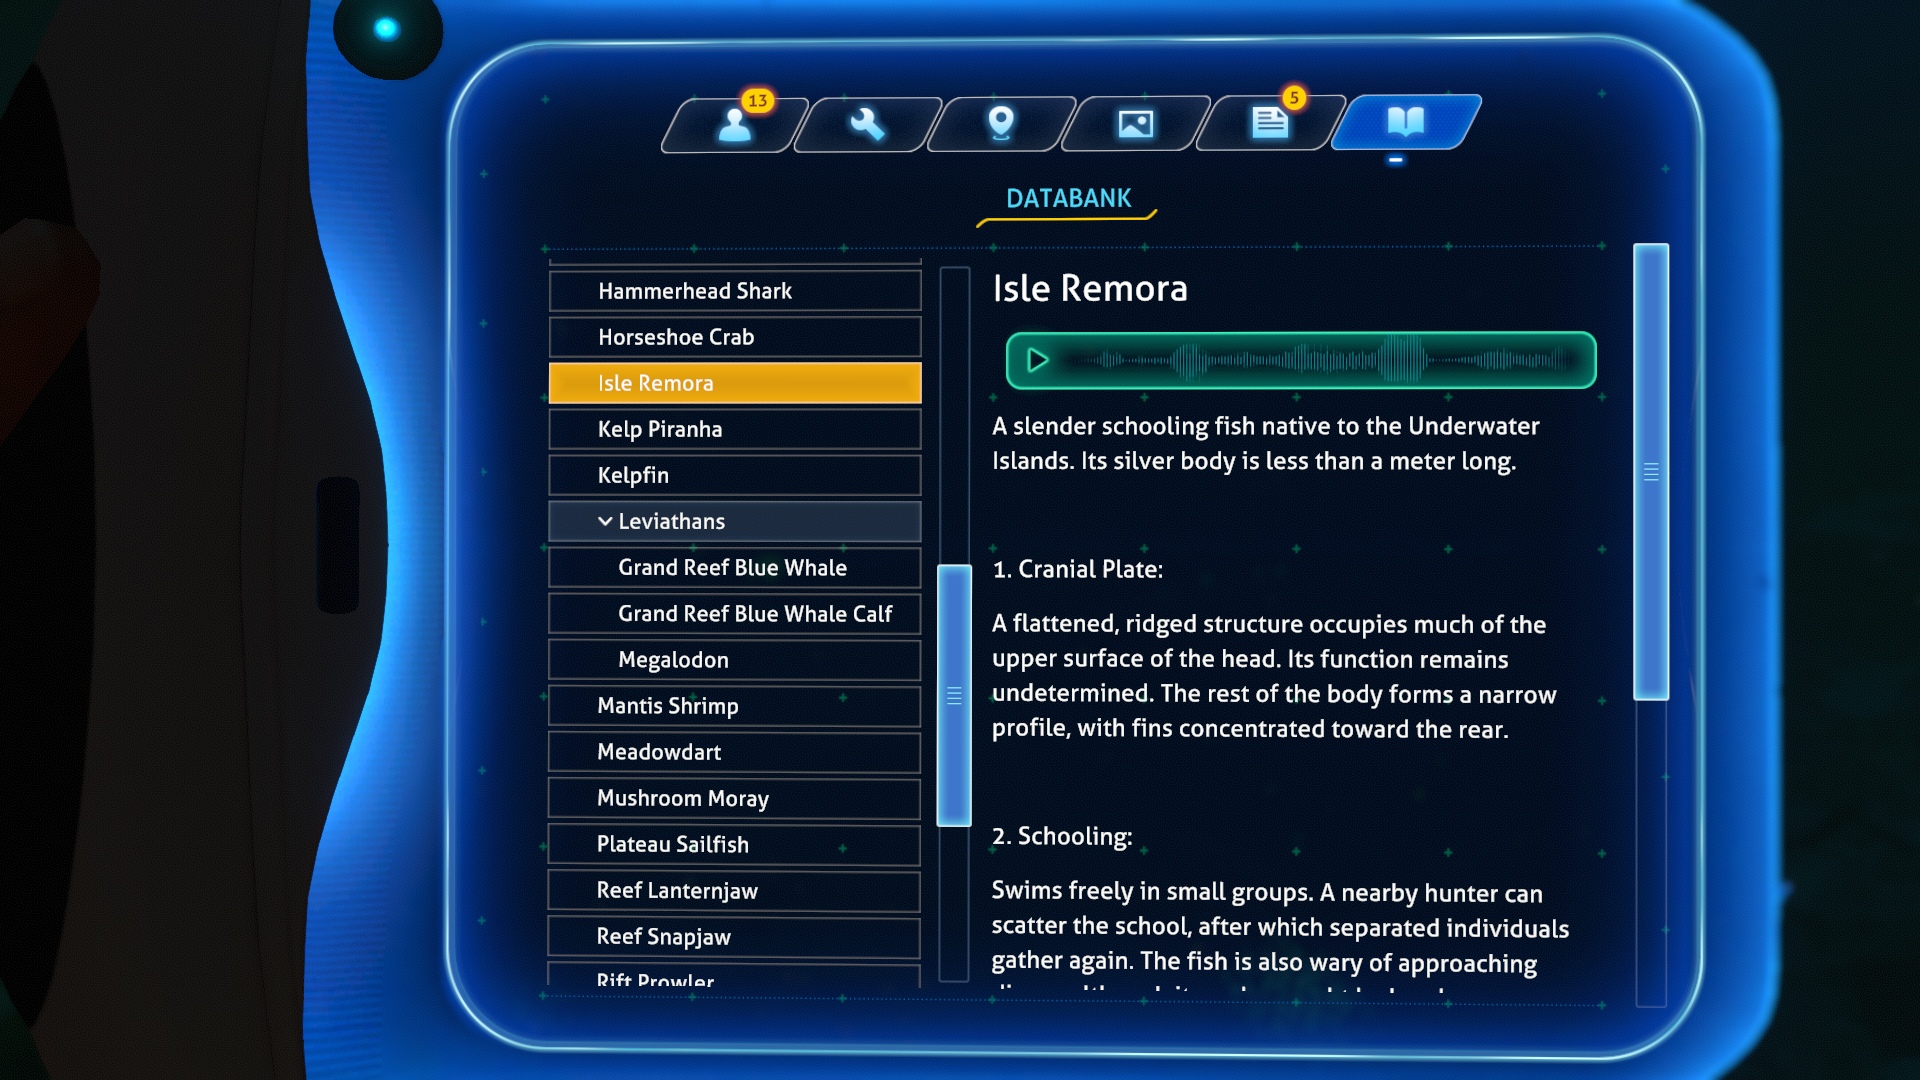 13
5
DATABANK
Hammerhead Shark
Horseshoe Crab
Isle Remora
Kelp Piranha
Kelpfin
Leviathans
Grand Reef Blue Whale
Grand Reef Blue Whale Calf
Megalodon
Mantis Shrimp
Meadowdart
Mushroom Moray
Plateau Sailfish
Reef Lanternjaw
Reef Snapjaw
Rift Prowler
Isle Remora
A slender schooling fish native to the Underwater
Islands. Its silver body is less than a meter long.
1. Cranial Plate:
A flattened, ridged structure occupies much of the
upper surface of the head. Its function remains
undetermined. The rest of the body forms a narrow
profile, with fins concentrated toward the rear.
2. Schooling:
Swims freely in small groups. A nearby hunter can
scatter the school, after which separated individuals
gather again. The fish is also wary of approaching